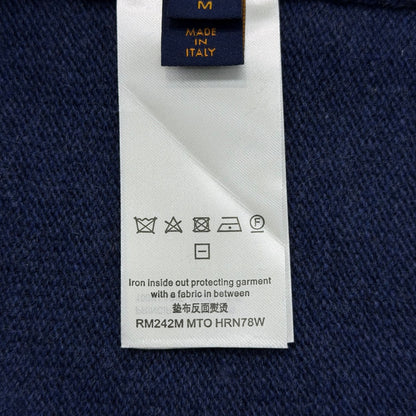 M
MADE
IN
ITALY
F
Iron inside out protecting garment
with a fabric in between
垫布反面熨烫
RM242M MTO HRN78W